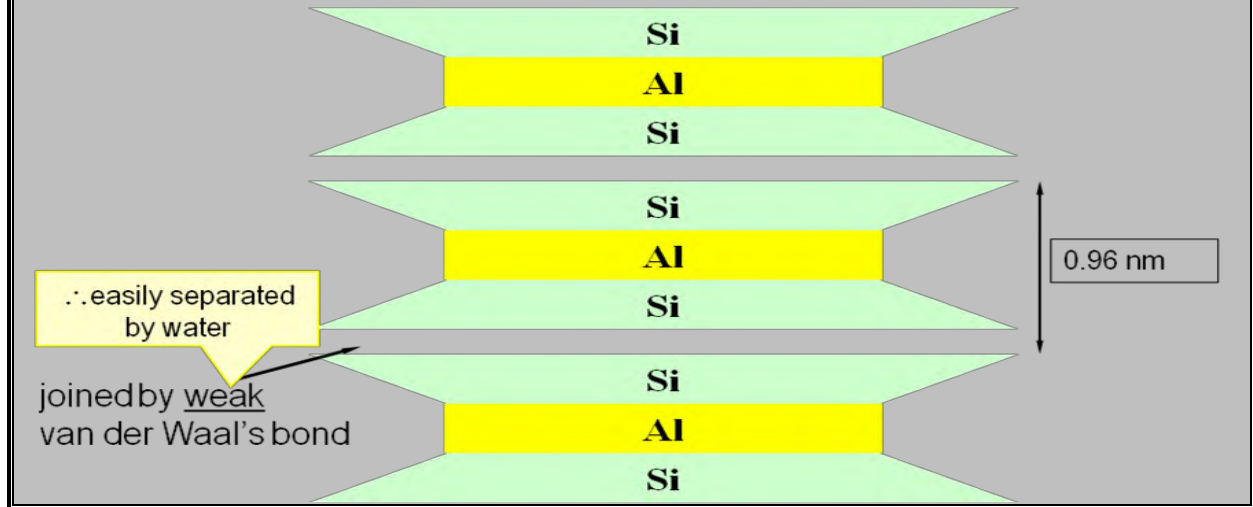 Si
Al
Si
Si
Al
Si
0.96 nm
∴easily separated
by water
joined by weak
van der Waal's bond
Si
Al
Si